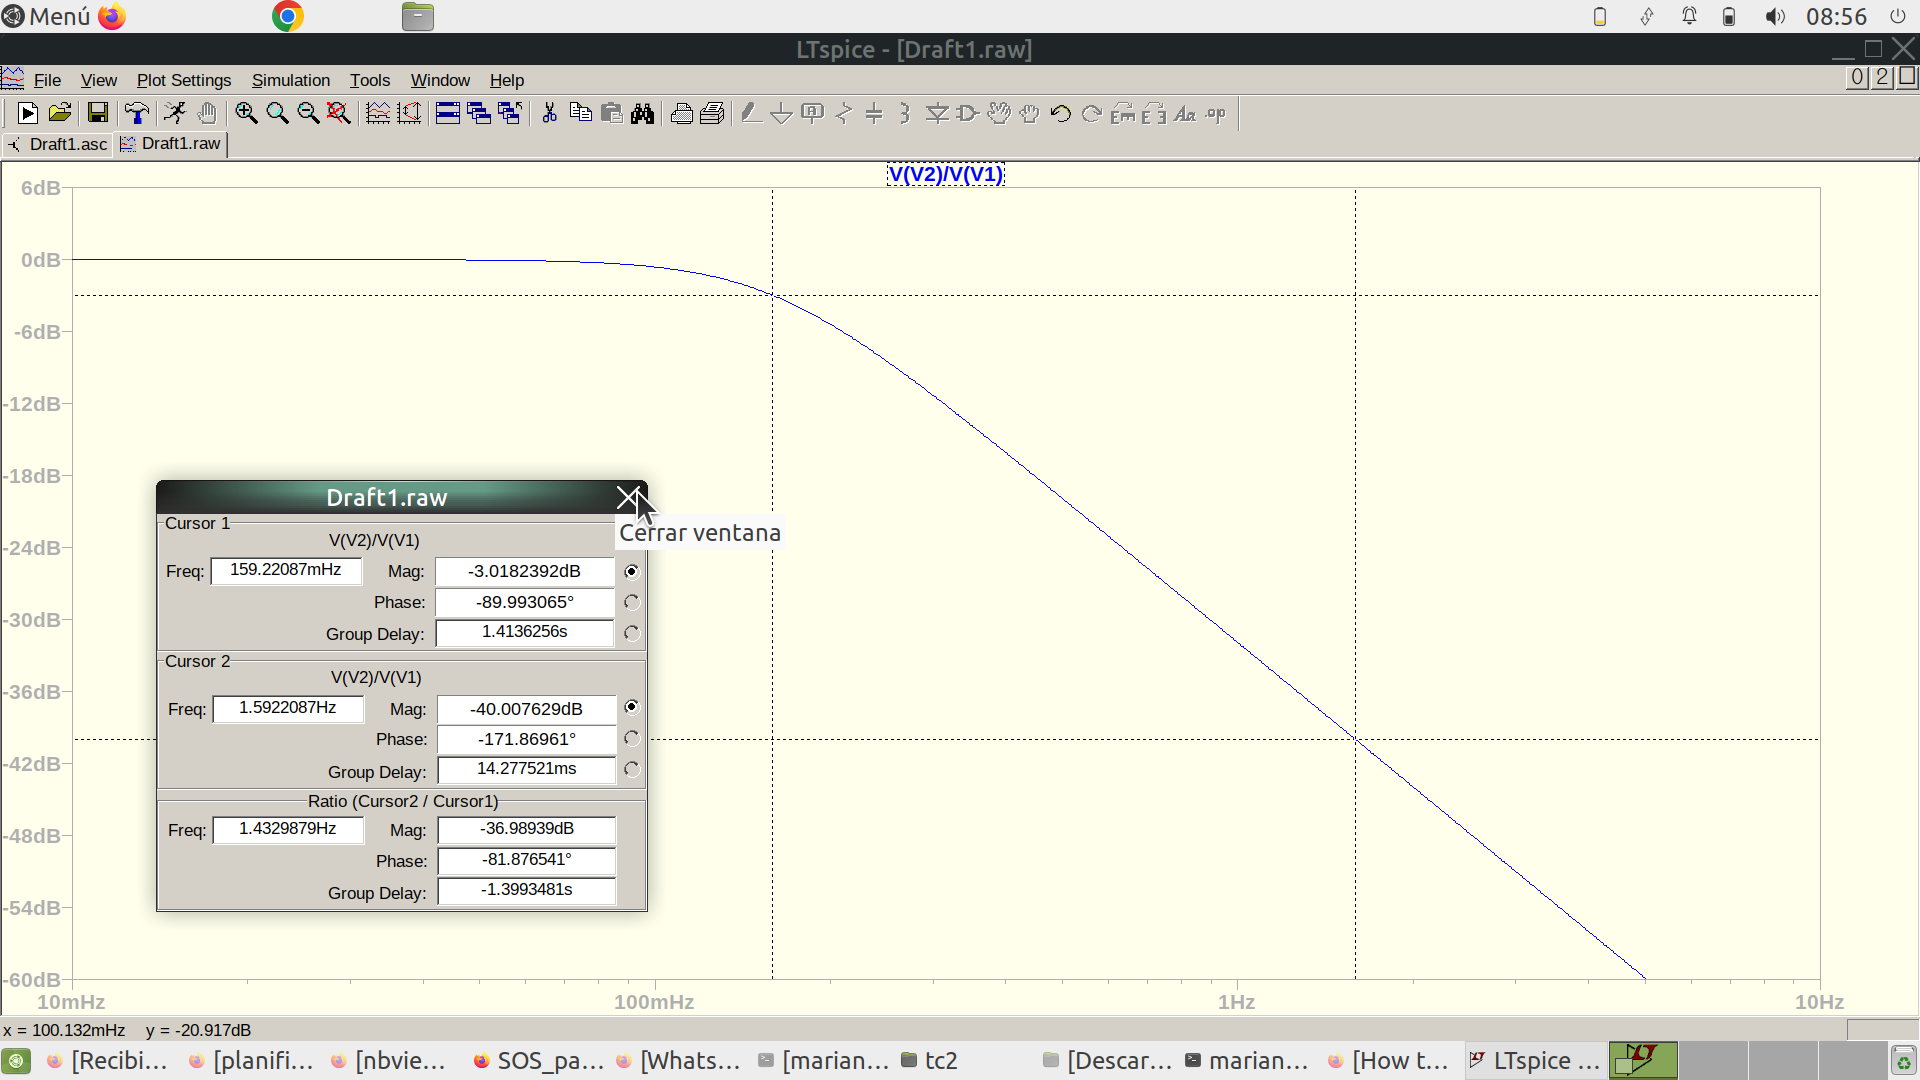 Menú
08:56
LTspice - [Draft1.raw]
File View Plot Settings Simulation Tools Window Help
Draft1.asc Draft1.raw
V(V2)/V(V1)
6dB
0dB
-6dB
-12dB
-18dB
-24dB
-30dB
-36dB
-42dB
-48dB
-54dB
-60dB
10mHz 100mHz 1Hz 10Hz
Draft1.raw
Cerrar ventana
Cursor 1
V(V2)/V(V1)
Freq: 159.22087mHz Mag: -3.0182392dB
Phase: -89.993065°
Group Delay: 1.4136256s
Cursor 2
V(V2)/V(V1)
Freq: 1.5922087Hz Mag: -40.007629dB
Phase: -171.86961°
Group Delay: 14.277521ms
Ratio (Cursor2 / Cursor1)
Freq: 1.4329879Hz Mag: -36.98939dB
Phase: -81.876541°
Group Delay: -1.3993481s
x = 100.132mHz y = -20.917dB
[Recibi... [planifi... [nbvie... SOS_pa... [Whats... [marian... tc2 [Descar... marian... [How t... LTspice ...